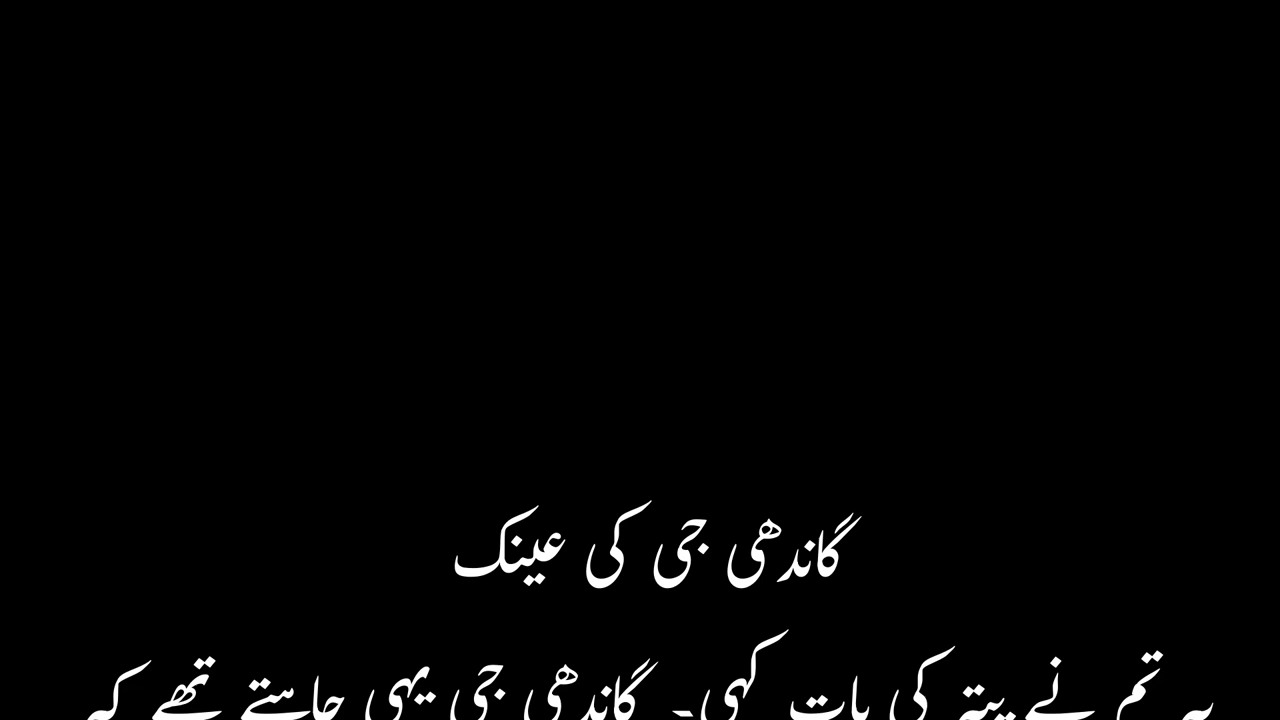 گاندھی جی کی عینک
یہ تم نے پتے کی بات کہی۔ گاندھی جی یہی چاہتے تھے کہ